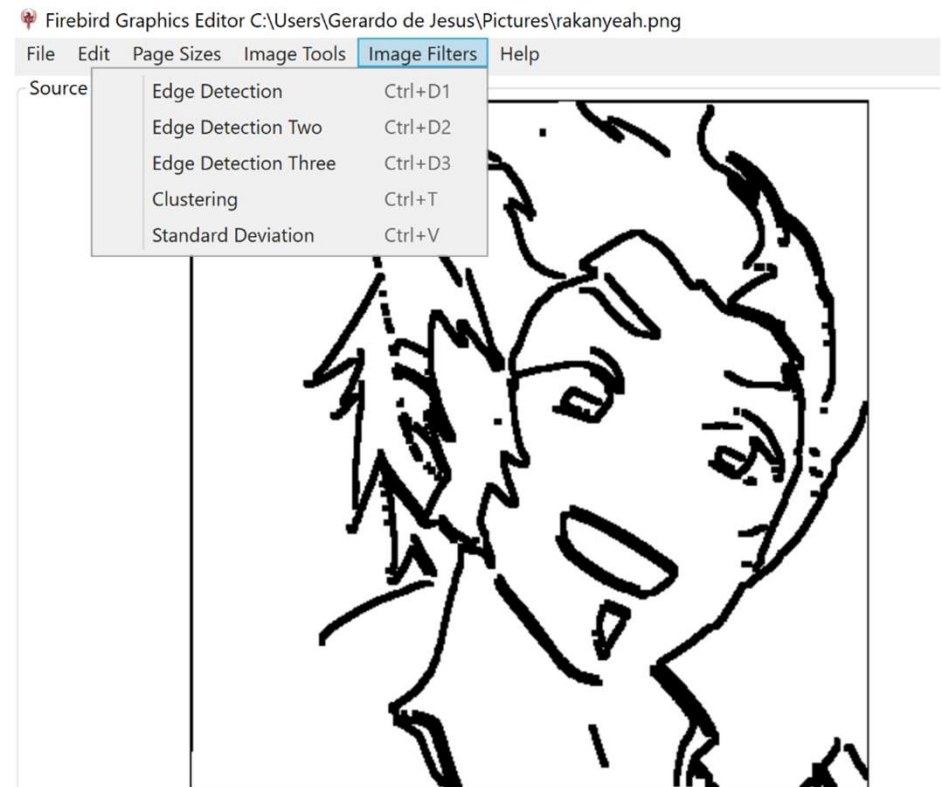 Firebird Graphics Editor C:\Users\Gerardo de Jesus\Pictures\rakanyeah.png
File Edit Page Sizes Image Tools Image Filters Help
Source
Edge Detection Ctrl+D1
Edge Detection Two Ctrl+D2
Edge Detection Three Ctrl+D3
Clustering Ctrl+T
Standard Deviation Ctrl+V